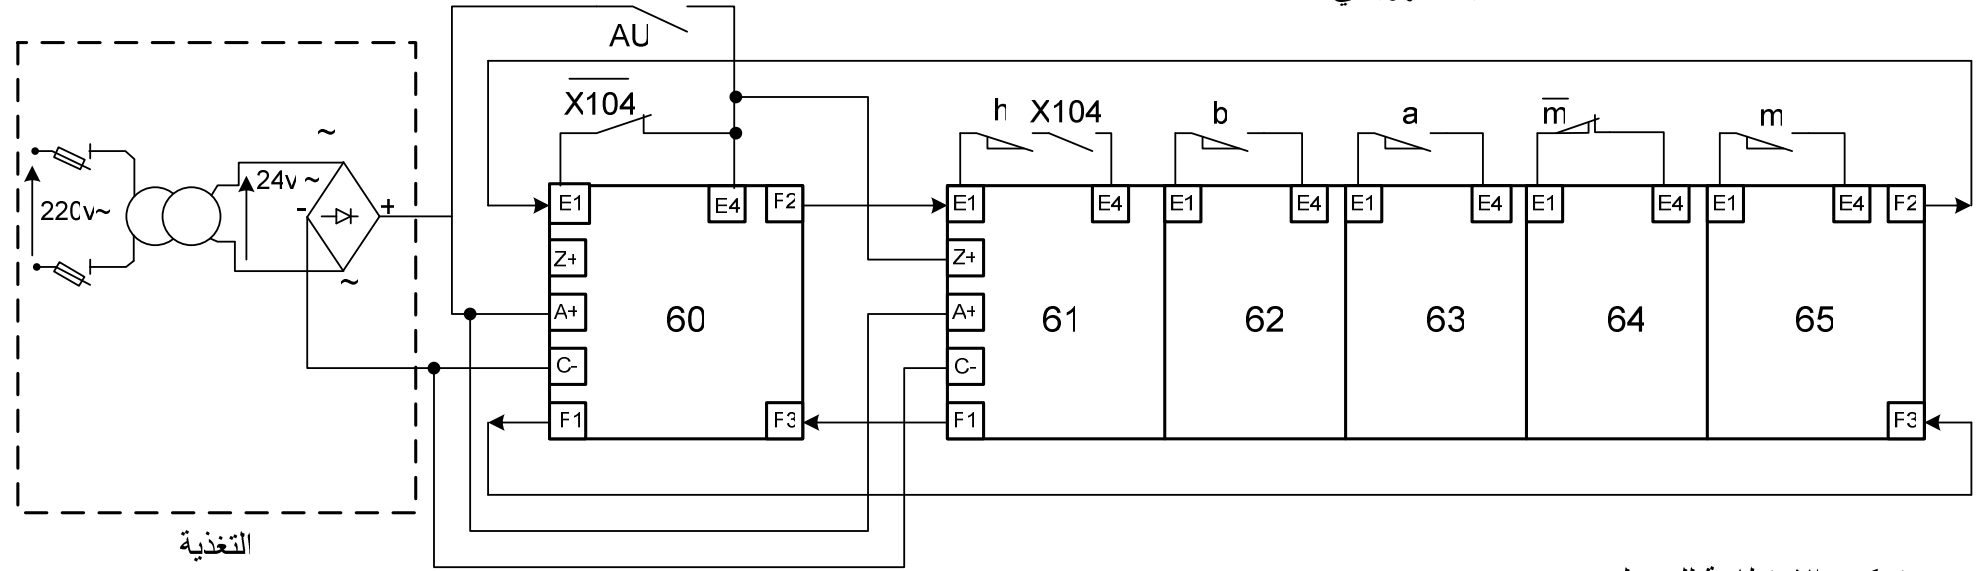 AU
X104
h X104 b a m m
~
24v ~
220v~
- +
~
E1 E4 F2 E1 E4 E1 E4 E1 E4 E1 E4 E1 E4 F2
Z+ Z+
A+ 60 A+ 61 62 63 64 65
C- C-
F1 F3 F1 F3
التغذية